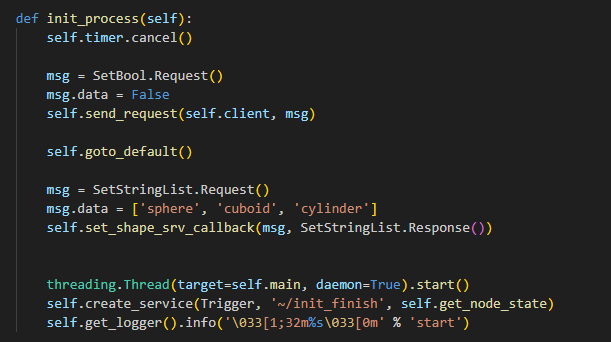 def init_process(self):
    self.timer.cancel()

    msg = SetBool.Request()
    msg.data = False
    self.send_request(self.client, msg)

    self.goto_default()

    msg = SetStringList.Request()
    msg.data = ['sphere', 'cuboid', 'cylinder']
    self.set_shape_srv_callback(msg, SetStringList.Response())


    threading.Thread(target=self.main, daemon=True).start()
    self.create_service(Trigger, '~/init_finish', self.get_node_state)
    self.get_logger().info('\033[1;32m%s\033[0m' % 'start')